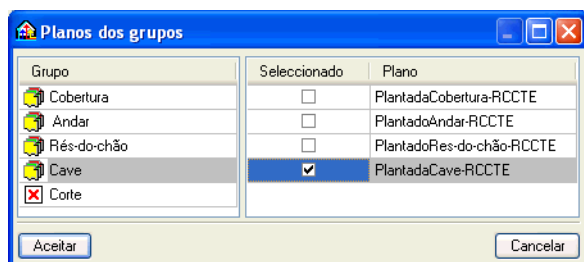 Planos dos grupos
Grupo Seleccionado Plano
Cobertura PlantadaCobertura-RCCTE
Andar PlantadoAndar-RCCTE
Rés-do-chão PlantadoRes-do-chão-RCCTE
Cave PlantadaCave-RCCTE
Corte
Aceitar Cancelar